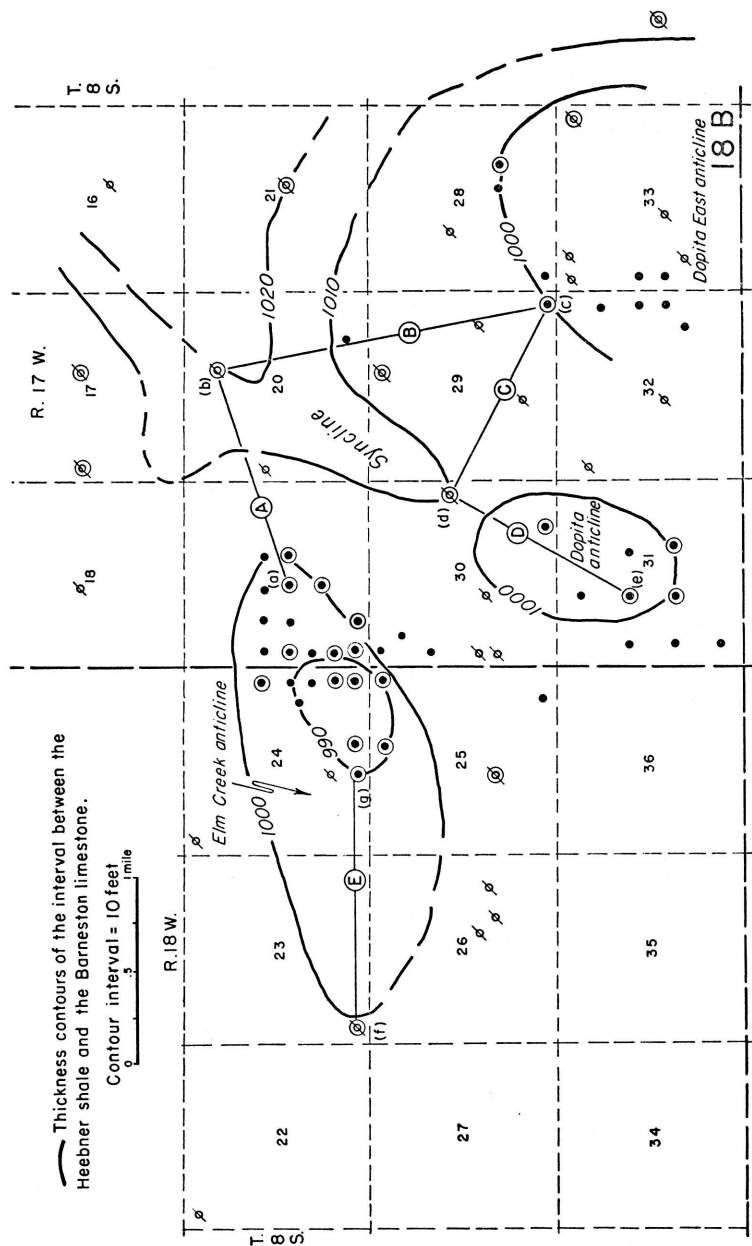 Thickness contours of the interval between the
Heebner shale and the Barneston limestone.
Contour interval = 10 feet
0 .5 1 mile
R. 18 W.
R. 17 W.
T. 8 S.
T. 8 S.
22
23
24
18
17
16
20
21
27
26
25
30
29
28
34
35
36
31
32
33
Elm Creek anticline
1000
990
Syncline
1020
1010
1000
1000
Dopita anticline
Dopita East anticline
A
B
C
D
E
(a)
(b)
(c)
(d)
(e)
(f)
(g)
18 B